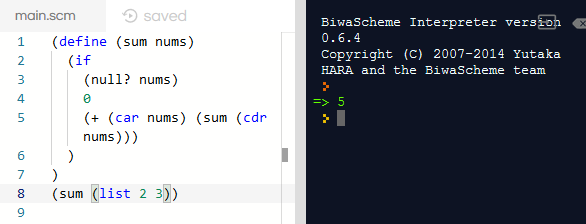 main.scm
saved
1 (define (sum nums)
2 (if
3 (null? nums)
4 0
5 (+ (car nums) (sum (cdr
nums)))
6 )
7 )
8 (sum (list 2 3))
9
BiwaScheme Interpreter version
0.6.4
Copyright (C) 2007-2014 Yutaka
HARA and the BiwaScheme team
=> 5